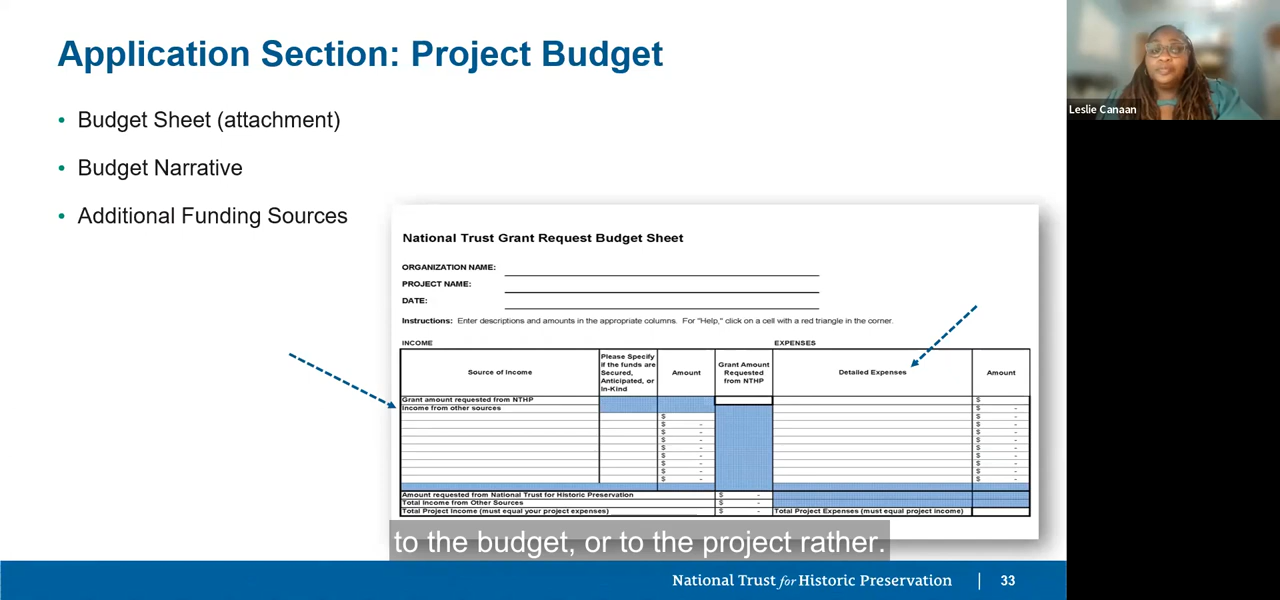 Application Section: Project Budget
• Budget Sheet (attachment)
• Budget Narrative
• Additional Funding Sources
National Trust Grant Request Budget Sheet
ORGANIZATION NAME:
PROJECT NAME:
DATE:
Instructions: Enter descriptions and amounts in the appropriate columns. For "Help," click on a cell with a red triangle in the corner.
INCOME EXPENSES
Source of Income
Please Specify
if the funds are
Secured,
Anticipated, or
In-Kind
Amount
Grant Amount
Requested
from NTHP
Detailed Expenses
Amount
Grant amount requested from NTHP $
Income from other sources $ -
$ $ -
$ - $ -
$ - $ -
$ - $ -
$ - $ -
$ - $ -
$ - $ -
$ - $ -
$ - $ -
Amount requested from National Trust for Historic Preservation $ -
Total Income from Other Sources $ -
Total Project Income (must equal your project expenses) $ - Total Project Expenses (must equal project income)
to the budget, or to the project rather.
National Trust for Historic Preservation | 33
Leslie Canaan